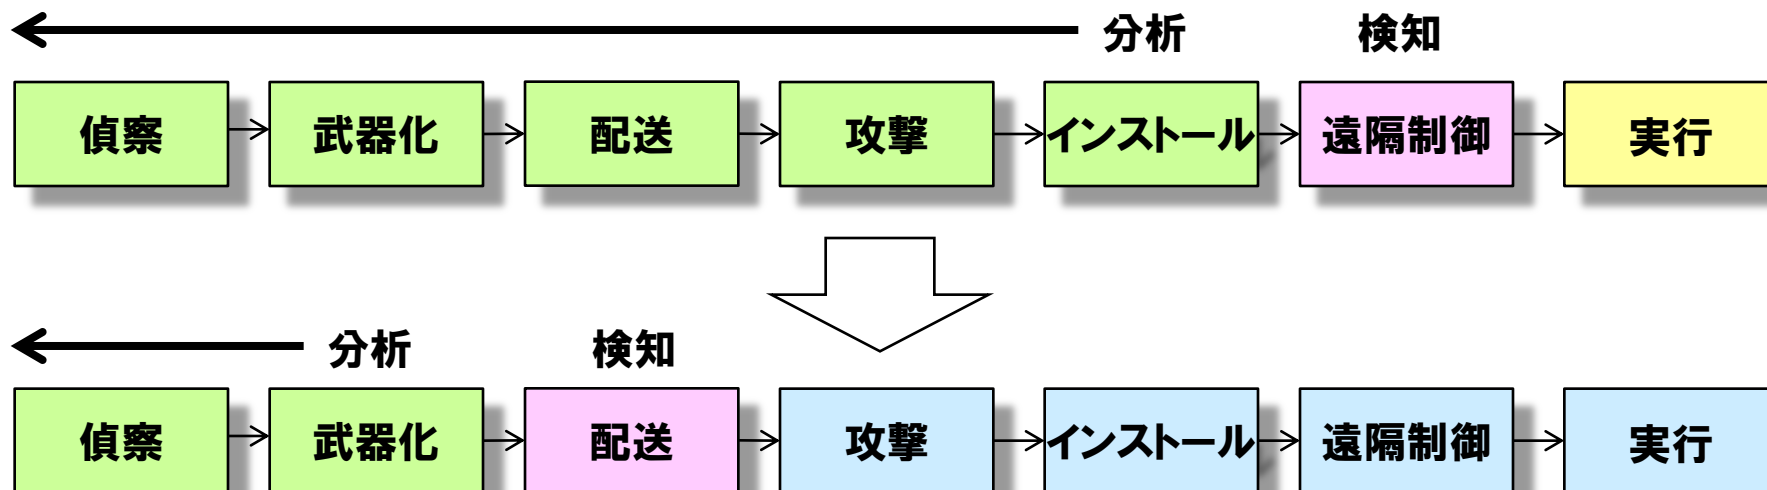 分析 検知
偵察 武器化 配送 攻撃 インストール 遠隔制御 実行
分析 検知
偵察 武器化 配送 攻撃 インストール 遠隔制御 実行